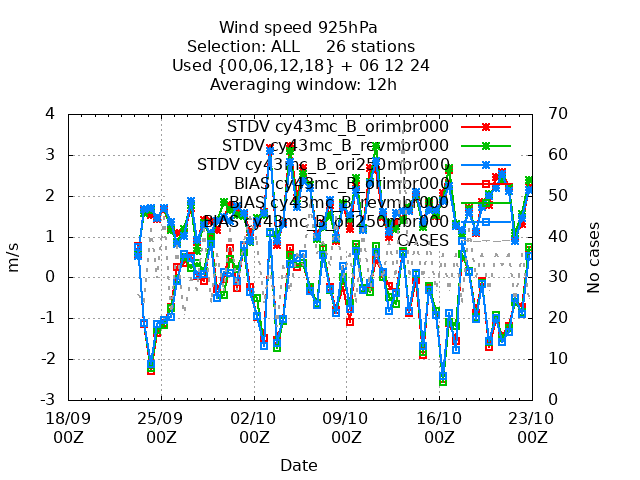 Wind speed 925hPa
Selection: ALL 26 stations
Used {00,06,12,18} + 06 12 24
Averaging window: 12h
4 70
STDV cy43mc_B_orimbr000
60
STDV cy43mc_B_revmbr000
3
STDV cy43mc_B_ori250mbr000
50
2
BIAS cy43mc_B_orimbr000
BIAS cy43mc_B_revmbr000
BIAS cy43mc_B_ori250mbr000
1 40
CASES
m/s
No cases
0 30
-1 20
-2 10
-3 0
18/09 25/09 02/10 09/10 16/10 23/10
00Z 00Z 00Z 00Z 00Z 00Z
Date